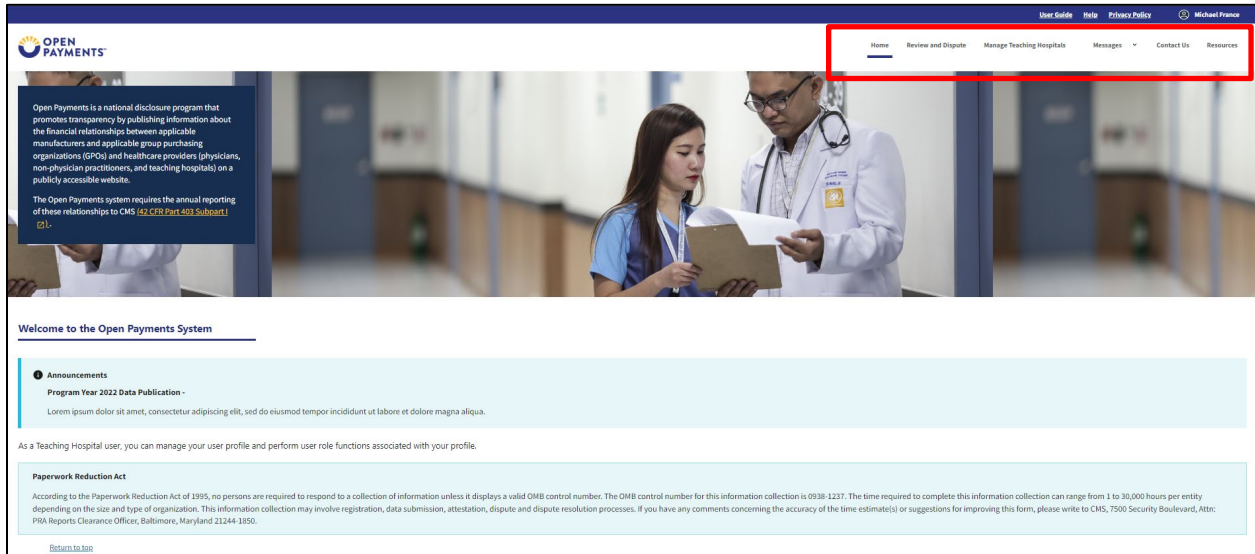 User Guide Help Privacy Policy Michael France
OPEN
PAYMENTS
Home Review and Dispute Manage Teaching Hospitals Messages Contact Us Resources
Open Payments is a national disclosure program that
promotes transparency by publishing information about
the financial relationships between applicable
manufacturers and applicable group purchasing
organizations (GPOs) and healthcare providers (physicians,
non-physician practitioners, and teaching hospitals) on a
publicly accessible website.
The Open Payments system requires the annual reporting
of these relationships to CMS (42 CFR Part 403 Subpart I
).
Welcome to the Open Payments System
Announcements
Program Year 2022 Data Publication -
Lorem ipsum dolor sit amet, consectetur adipiscing elit, sed do eiusmod tempor incididunt ut labore et dolore magna aliqua.
As a Teaching Hospital user, you can manage your user profile and perform user role functions associated with your profile.
Paperwork Reduction Act
According to the Paperwork Reduction Act of 1995, no persons are required to respond to a collection of information unless it displays a valid OMB control number. The OMB control number for this information collection is 0938-1237. The time required to complete this information collection can range from 1 to 30,000 hours per entity
depending on the size and type of organization. This information collection may involve registration, data submission, attestation, dispute and dispute resolution processes. If you have any comments concerning the accuracy of the time estimate(s) or suggestions for improving this form, please write to CMS, 7500 Security Boulevard, Attn:
PRA Reports Clearance Officer, Baltimore, Maryland 21244-1850.
Return to top